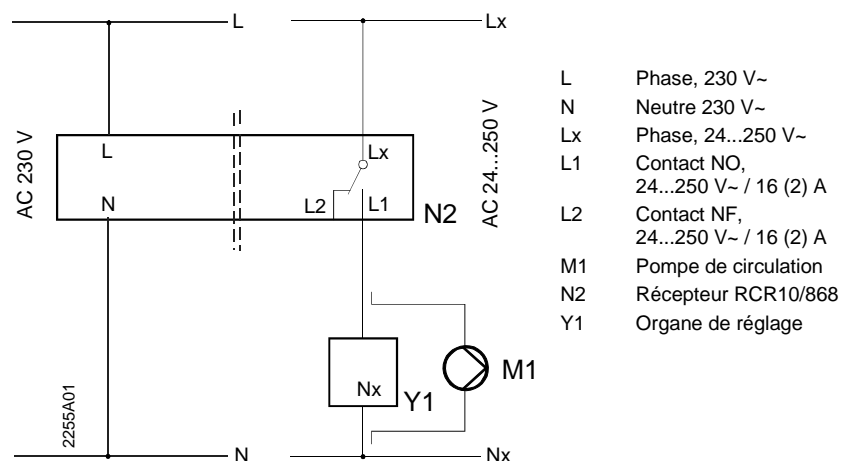 L
Lx
AC 230 V
L
N
Lx
L2
L1
N2
AC 24...250 V
Nx
Y1
M1
2255A01
N
Nx
L Phase, 230 V~
N Neutre 230 V~
Lx Phase, 24...250 V~
L1 Contact NO,
24...250 V~ / 16 (2) A
L2 Contact NF,
24...250 V~ / 16 (2) A
M1 Pompe de circulation
N2 Récepteur RCR10/868
Y1 Organe de réglage